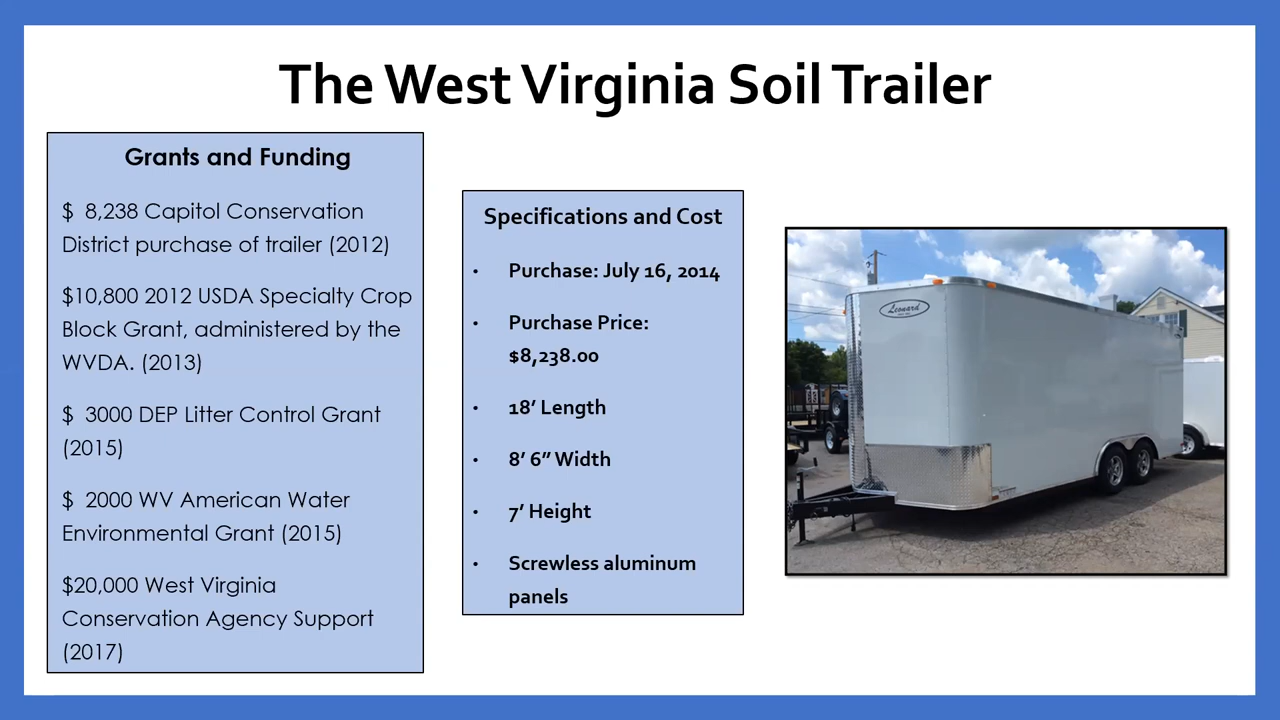 The West Virginia Soil Trailer
Grants and Funding
$ 8,238 Capitol Conservation
District purchase of trailer (2012)
$10,800 2012 USDA Specialty Crop
Block Grant, administered by the
WVDA. (2013)
$ 3000 DEP Litter Control Grant
(2015)
$ 2000 WV American Water
Environmental Grant (2015)
$20,000 West Virginia
Conservation Agency Support
(2017)
Specifications and Cost
• Purchase: July 16, 2014
• Purchase Price:
$8,238.00
• 18’ Length
• 8’ 6” Width
• 7’ Height
• Screwless aluminum
panels
Leonard